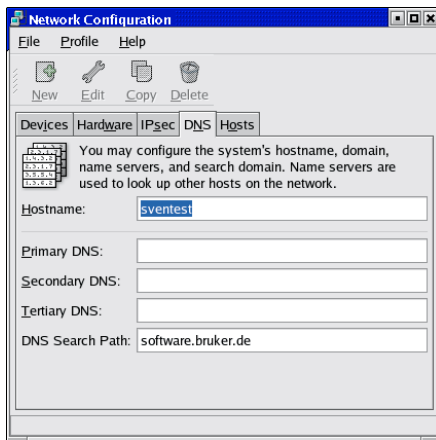 Network Configuration
File Profile Help
New Edit Copy Delete
Devices Hardware IPsec DNS Hosts
You may configure the system's hostname, domain,
name servers, and search domain. Name servers are
used to look up other hosts on the network.
Hostname: sventest
Primary DNS:
Secondary DNS:
Tertiary DNS:
DNS Search Path: software.bruker.de